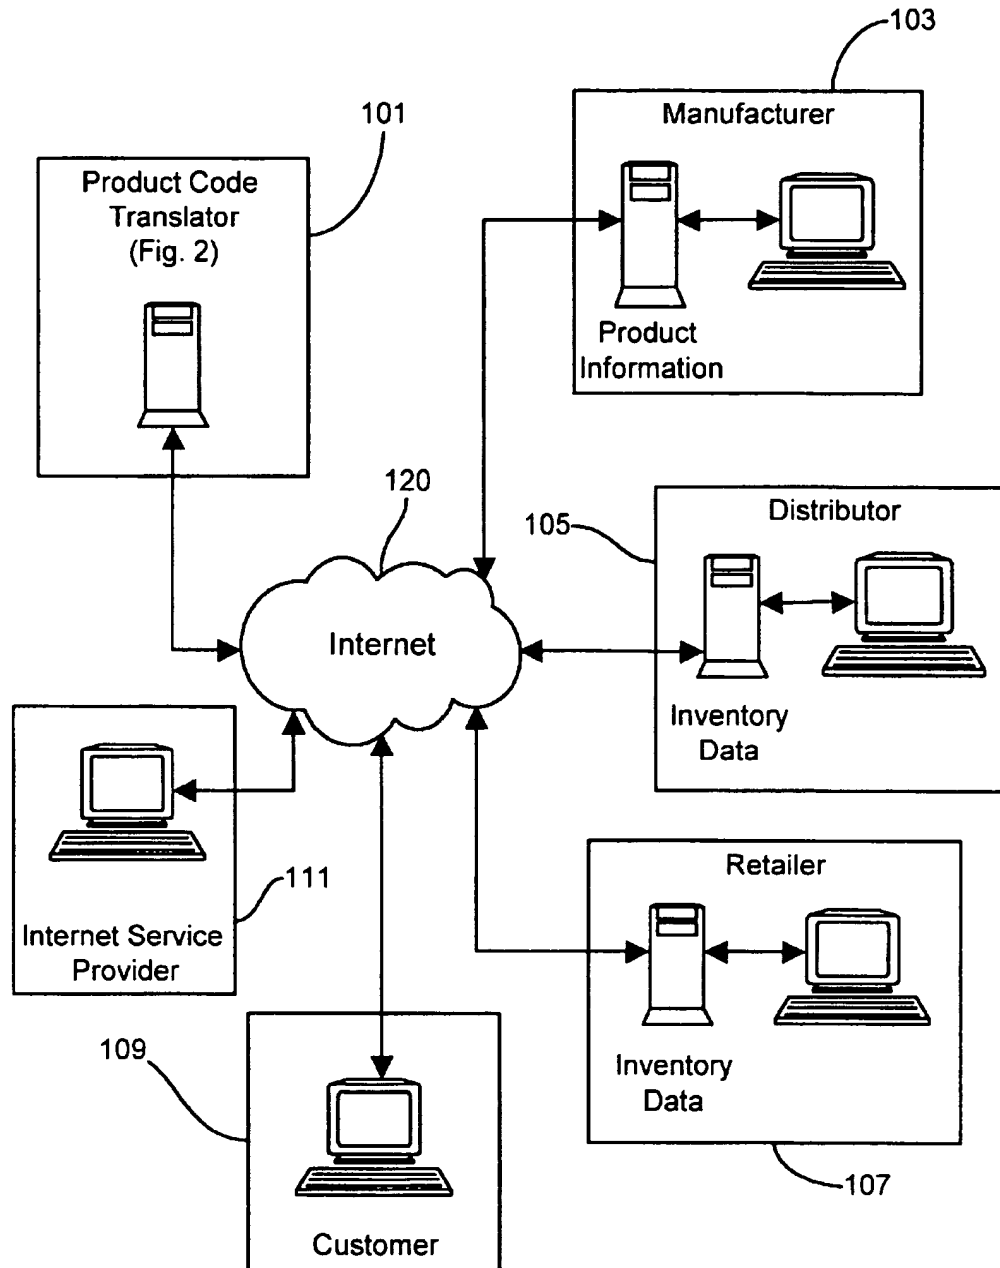 103
Manufacturer
Product
Information
101
Product Code
Translator
(Fig. 2)
120
Internet
105
Distributor
Inventory
Data
111
Internet Service
Provider
Retailer
Inventory
Data
107
109
Customer